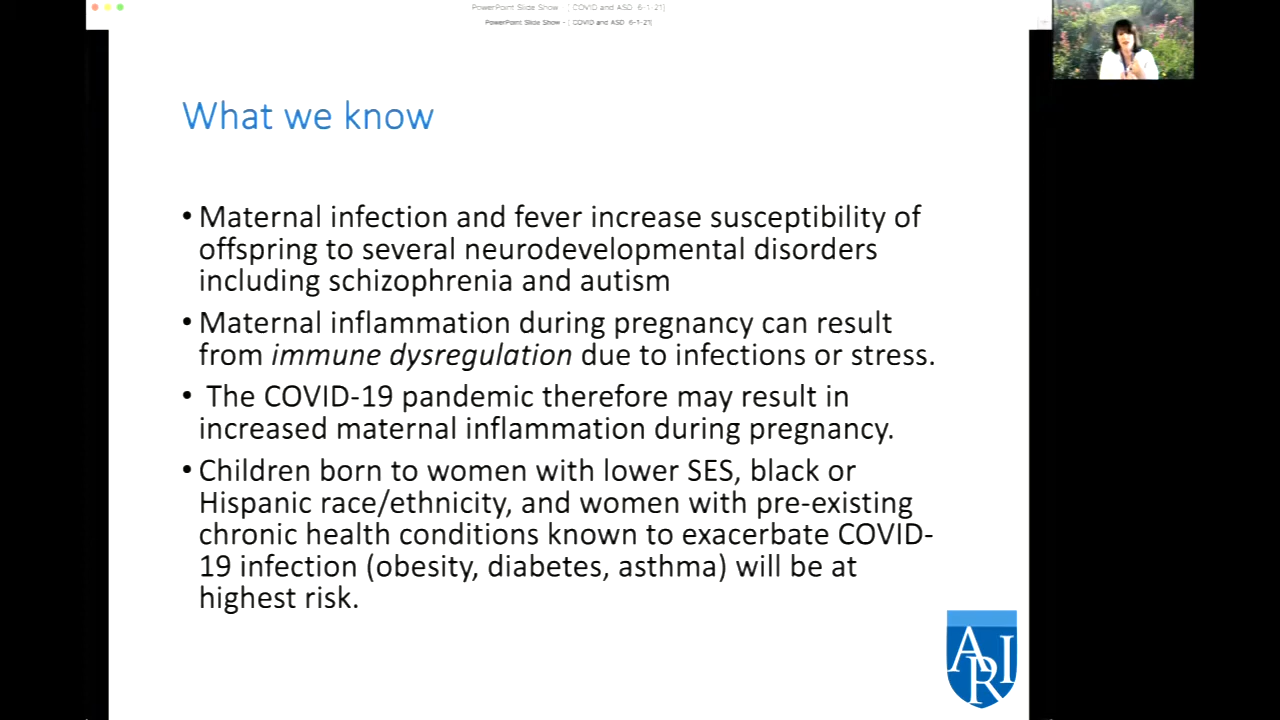 PowerPoint Slide Show - [ COVID and ASD 6-1-21]
PowerPoint Slide Show - [ COVID and ASD 6-1-21]
What we know
• Maternal infection and fever increase susceptibility of
offspring to several neurodevelopmental disorders
including schizophrenia and autism
• Maternal inflammation during pregnancy can result
from immune dysregulation due to infections or stress.
• The COVID-19 pandemic therefore may result in
increased maternal inflammation during pregnancy.
• Children born to women with lower SES, black or
Hispanic race/ethnicity, and women with pre-existing
chronic health conditions known to exacerbate COVID-
19 infection (obesity, diabetes, asthma) will be at
highest risk.
ARI